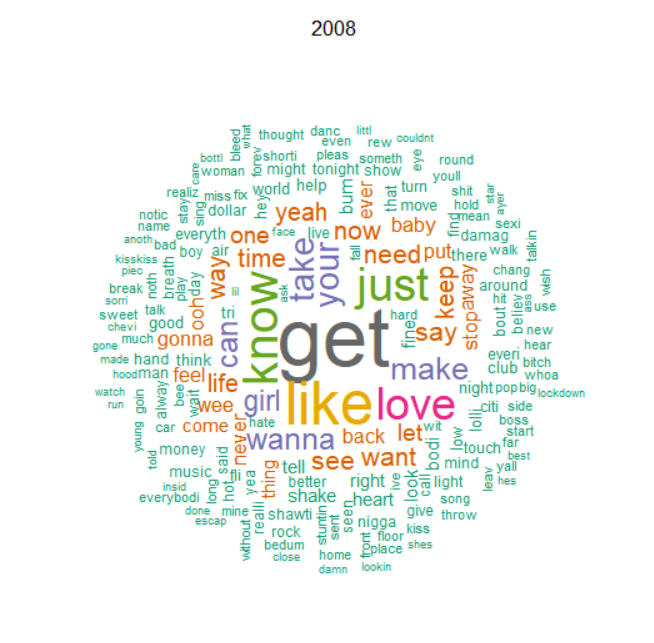 2008
thought danc littl
even rew couldnt
bleed what
bottl forev shorti pleas someth eye round
care woman might tonight show youll
realiz miss fix world help burn ever that turn shit star
stay sing dollar hey yeah move hold mean ayer
notic name everyth one face live now baby find sexi
anoth bad boy air time take your fall need put there damag walk talkin
kisskiss noth breath play day way lil know ask just keep stopaway chang wish
piec break around
sorri sweet talk ooh tri get hard fine say bout hit believ ass use
chevi good can new
gone much gonna hear
made hand think feel make everi bitch
hood man life club whoa
watch alway bee wait wee girl like love night pop big lockdown
run goin hate wit lolli citi side
young car come never wanna back let bodi low boss
told money thing see want touch start
far
music said yea tell mind yall best
insid fli better right ive look call light leav hes
everybodi long hot shake heart song
done mine realli shawti stuntin sent seen nigga give throw
escap without rock front floor kiss
bedum place shes
close home
damn lookin